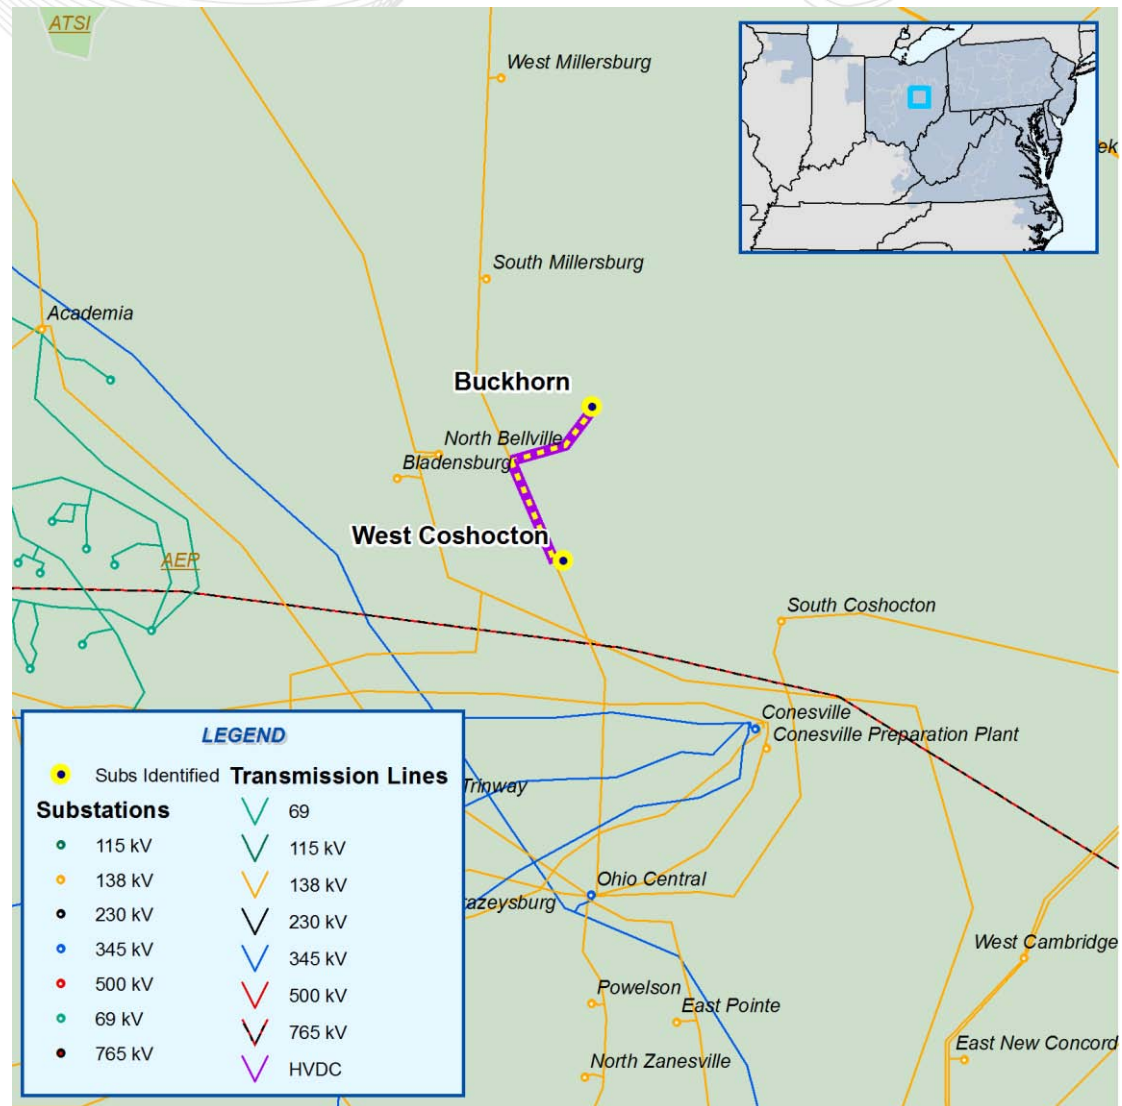 ATSI
West Millersburg
ek
South Millersburg
Academia
Buckhorn
North Bellville
Bladensburg
West Coshocton
AEP
South Coshocton
Conesville
Conesville Preparation Plant
Trinway
Ohio Central
razeysburg
West Cambridge
Powelson
East Pointe
East New Concord
North Zanesville
LEGEND
Subs Identified
Substations
115 kV
138 kV
230 kV
345 kV
500 kV
69 kV
765 kV
Transmission Lines
69
115 kV
138 kV
230 kV
345 kV
500 kV
765 kV
HVDC